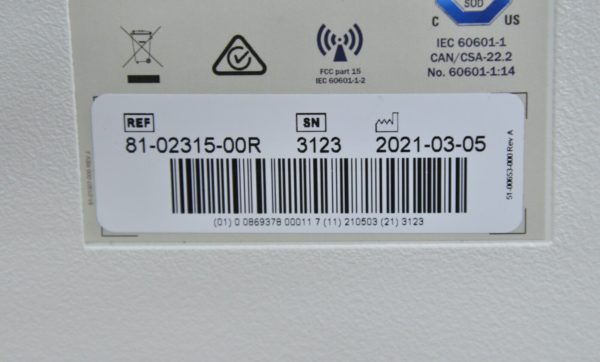 SOD
C US
IEC 60601-1
CAN/CSA-22.2
No. 60601-1:14
FCC part 15
IEC 60601-1-2
REF SN
81-02315-00R 3123 2021-03-05
(01) 0 0869378 00011 7 (11) 210503 (21) 3123
51-00653-000 Rev A